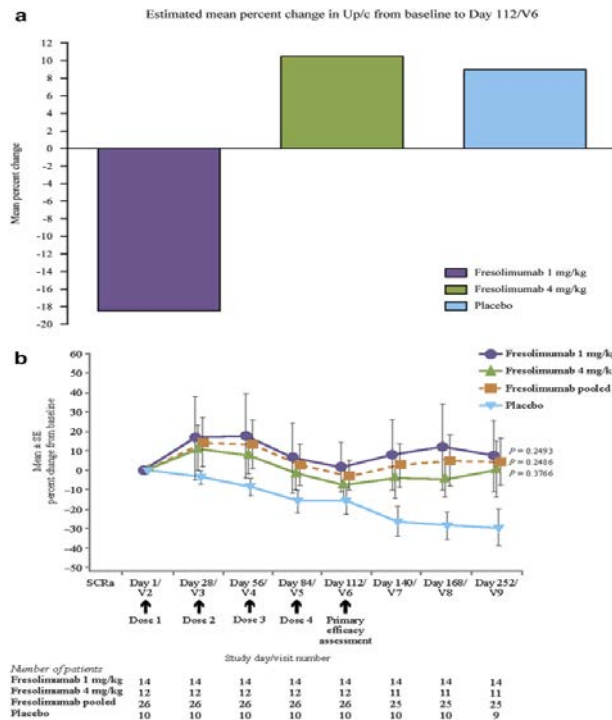 a
Estimated mean percent change in Up/c from baseline to Day 112/V6
Mean percent change
12
10
8
6
4
2
0
-2
-4
-6
-8
-10
-12
-14
-16
-18
-20
Fresolimumab 1 mg/kg
Fresolimumab 4 mg/kg
Placebo
b
Mean ± SE
percent change from baseline
60
50
40
30
20
10
0
-10
-20
-30
-40
-50
Fresolimumab 1 mg/kg
Fresolimumab 4 mg/kg
Fresolimumab pooled
Placebo
P = 0.2493
P = 0.2486
P = 0.3766
SCRa Day 1/ Day 28/ Day 56/ Day 84/ Day 112/ Day 140/ Day 168/ Day 252/
V2 V3 V4 V5 V6 V7 V8 V9
Dose 1 Dose 2 Dose 3 Dose 4 Primary
efficacy
assessment
Study day/visit number
Number of patients
Fresolimumab 1 mg/kg 14 14 14 14 14 14 14 14
Fresolimumab 4 mg/kg 12 12 12 12 12 11 11 11
Fresolimumab pooled 26 26 26 26 26 25 25 25
Placebo 10 10 10 10 10 10 10 9